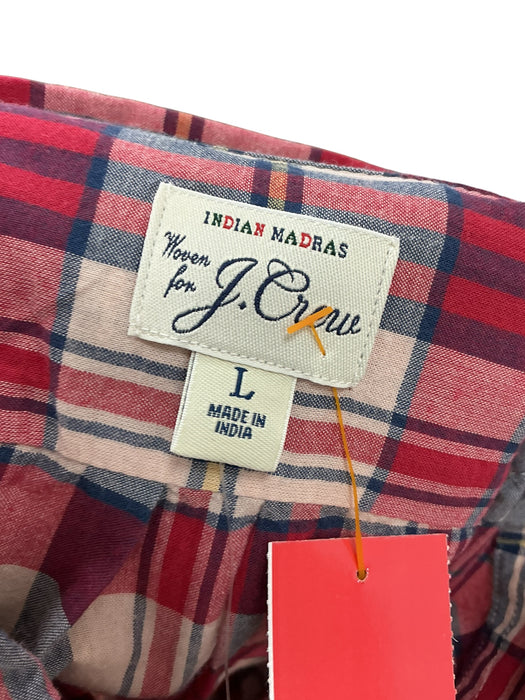 INDIAN MADRAS
Woven
for
J.Crew
L
MADE IN
INDIA